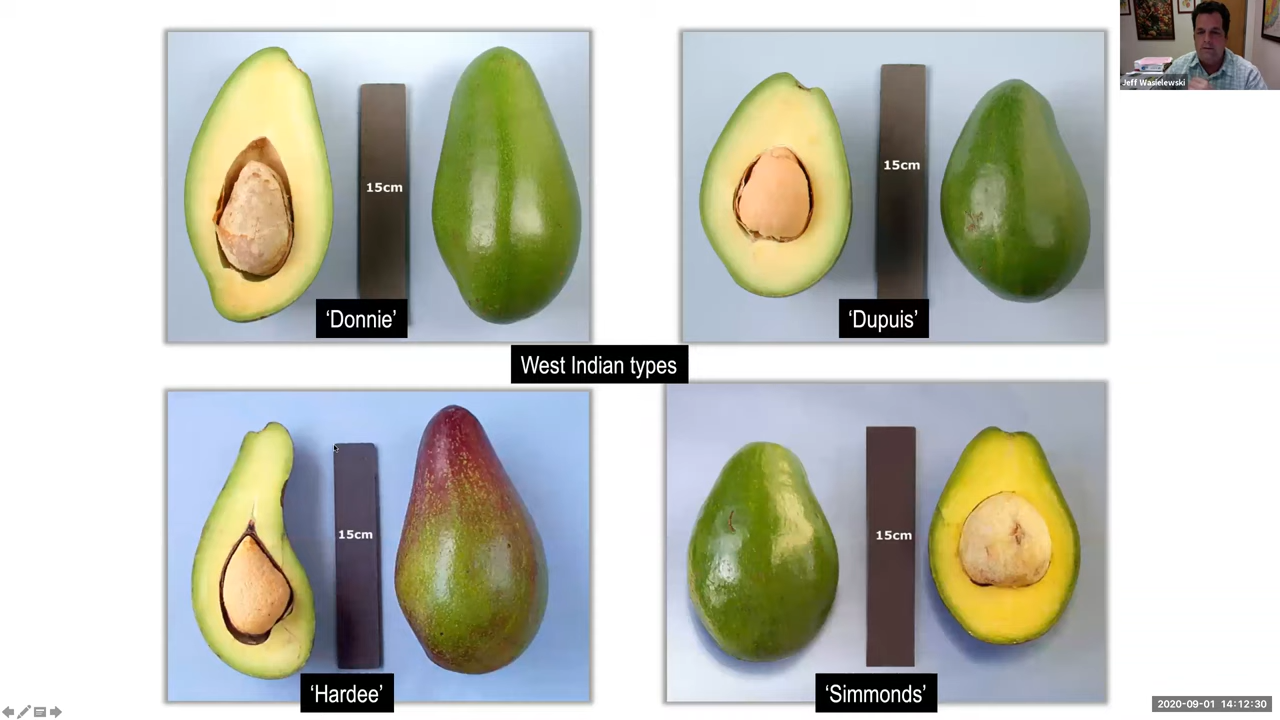 Jeff Wasielewski
15cm
15cm
‘Donnie’
‘Dupuis’
West Indian types
15cm
15cm
‘Hardee’
‘Simmonds’
2020-09-01 14:12:30